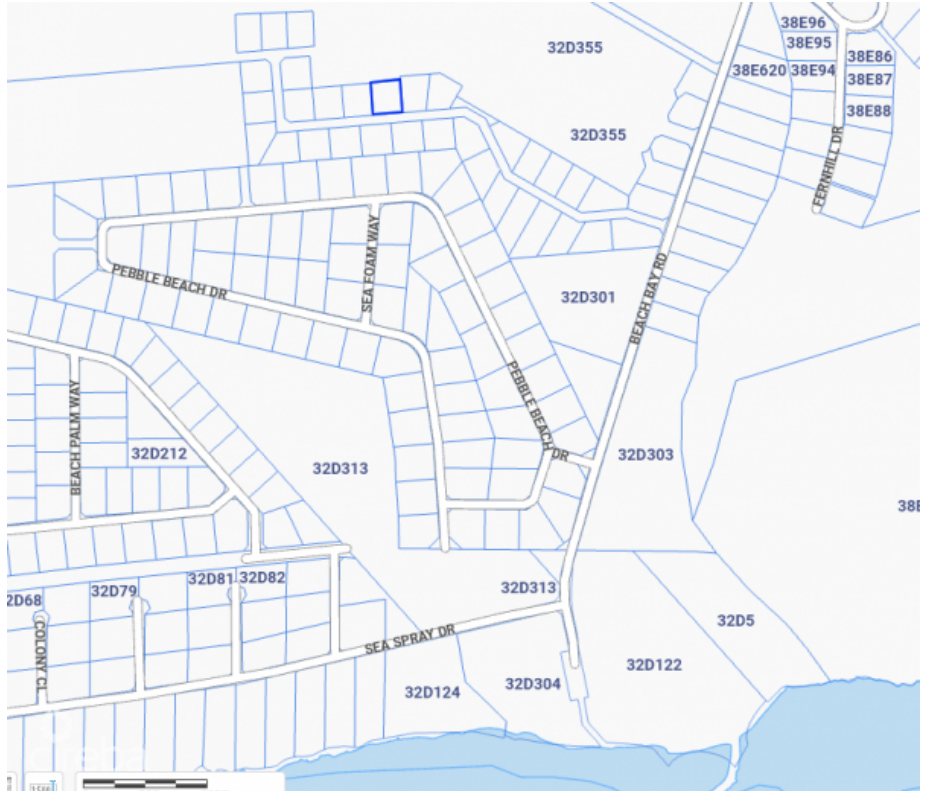 38E96
32D355
38E95
38E86
38E620
38E94
38E87
38E88
32D355
FERNHILL DR
SEA FOAM WAY
PEBBLE BEACH DR
32D301
BEACH BAY RD
PEBBLE BEACH DR
BEACH PALM WAY
32D212
32D313
32D303
32D81
32D82
32D79
32D313
32D5
COLONY CL
SEA SPRAY DR
32D122
32D304
32D124